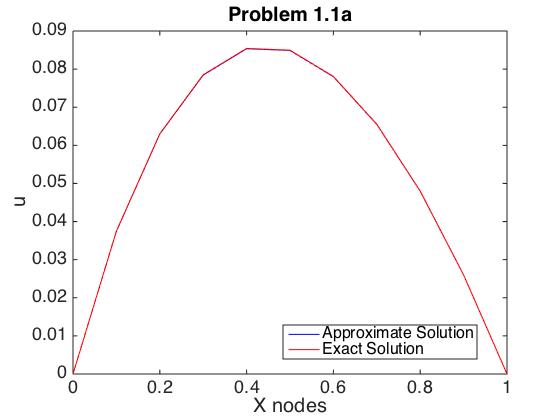 Problem 1.1a
0.09
0.08
0.07
0.06
0.05
0.04
0.03
0.02
0.01
0
u
Approximate Solution
Exact Solution
0 0.2 0.4 0.6 0.8 1
X nodes